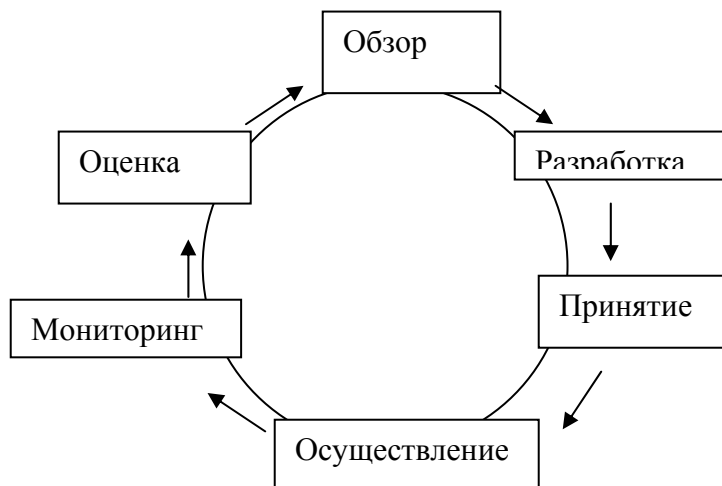 Обзор
Разработка
Принятие
Осуществление
Мониторинг
Оценка